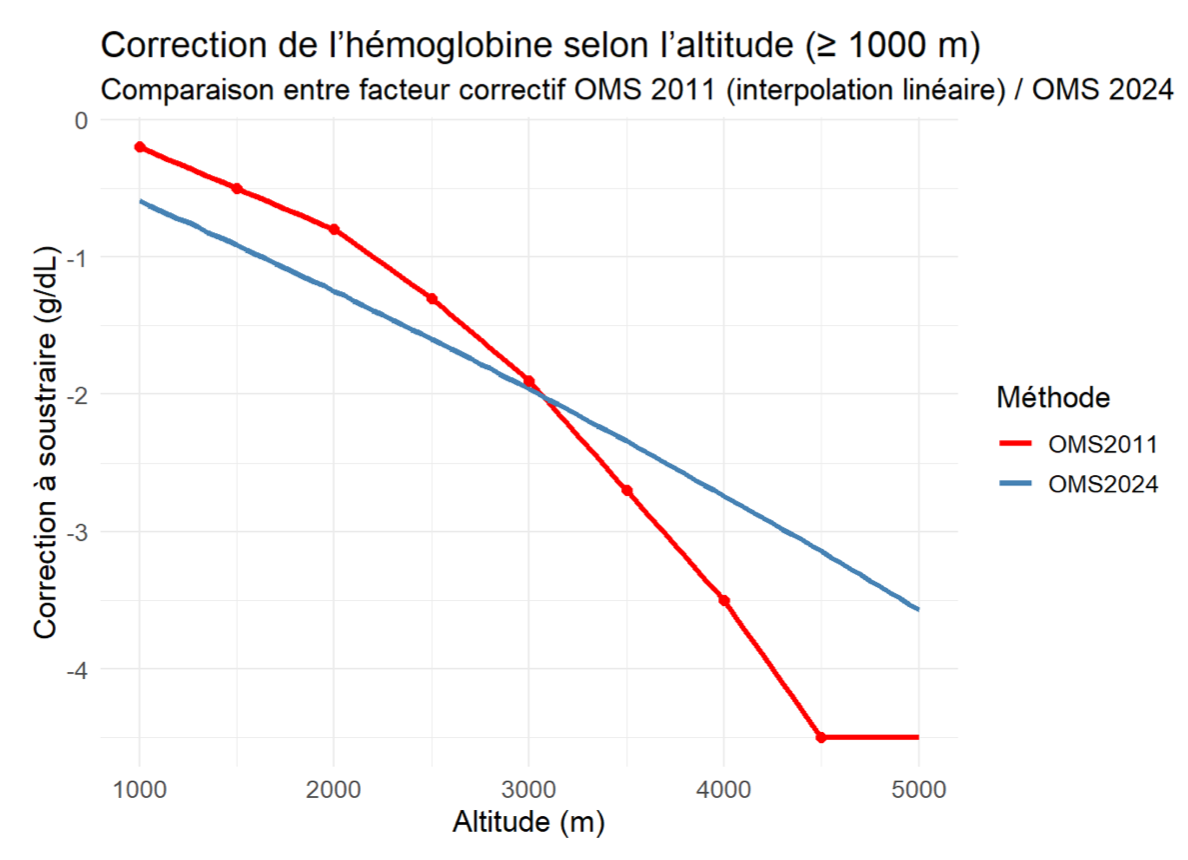 Correction de l’hémoglobine selon l’altitude (≥ 1000 m)
Comparaison entre facteur correctif OMS 2011 (interpolation linéaire) / OMS 2024
Correction à soustraire (g/dL)
0
-1
-2
-3
-4
1000 2000 3000 4000 5000
Altitude (m)
Méthode
OMS2011
OMS2024